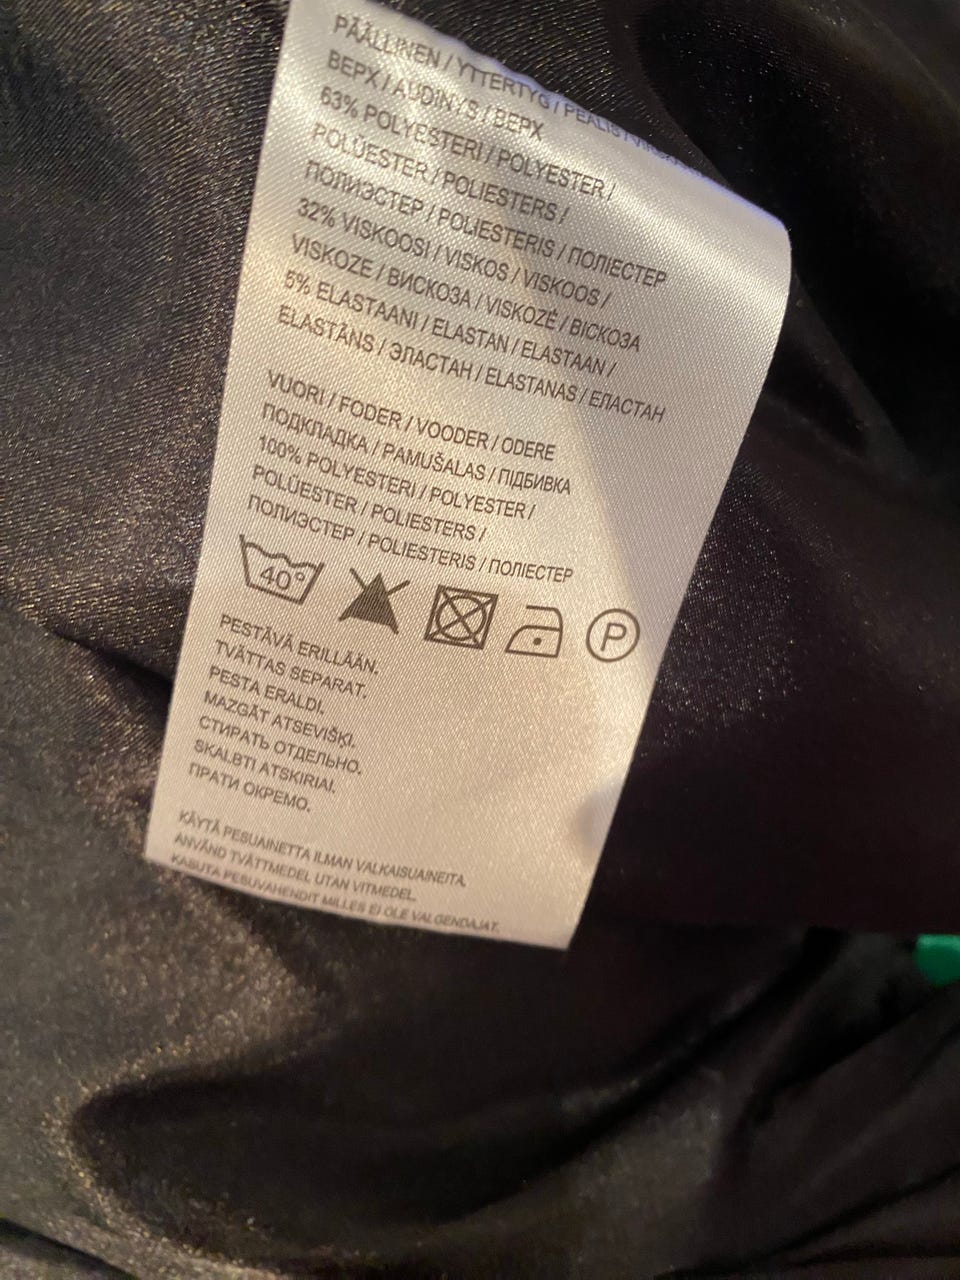 PÄÄLLINEN / YTTERTYG / PEALISTVIRSMA
ВЕРХ / AUDINYS / ВЕРХ
63% POLYESTERI / POLYESTER /
POLÜESTER / POLIESTERS /
ПОЛИЭСТЕР / POLIESTERIS / ПОЛІЕСТЕР
32% VISKOOSI / VISKOS / VISKOOS /
VISKOZE / ВИСКОЗА / VISKOZĖ / ВІСКОЗА
5% ELASTAANI / ELASTAN / ELASTAAN /
ELASTĀNS / ЭЛАСТАН / ELASTANAS / ЕЛАСТАН
VUORI / FODER / VOODER / ODERE
ПОДКЛАДКА / PAMUŠALAS / ПІДБИВКА
100% POLYESTERI / POLYESTER /
POLÜESTER / POLIESTERS /
ПОЛИЭСТЕР / POLIESTERIS / ПОЛІЕСТЕР
40° P
PESTÄVÄ ERILLÄÄN.
TVÄTTAS SEPARAT.
PESTA ERALDI.
MAZGĀT ATSEVIŠĶI.
СТИРАТЬ ОТДЕЛЬНО.
SKALBTI ATSKIRIAI.
ПРАТИ ОКРЕМО.
KÄYTÄ PESUAINETTA ILMAN VALKAISUAINEITA.
ANVÄND TVÄTTMEDEL UTAN VITMEDEL.
KASUTA PESUVAHENDIT MILLES EI OLE VALGENDAJAT.